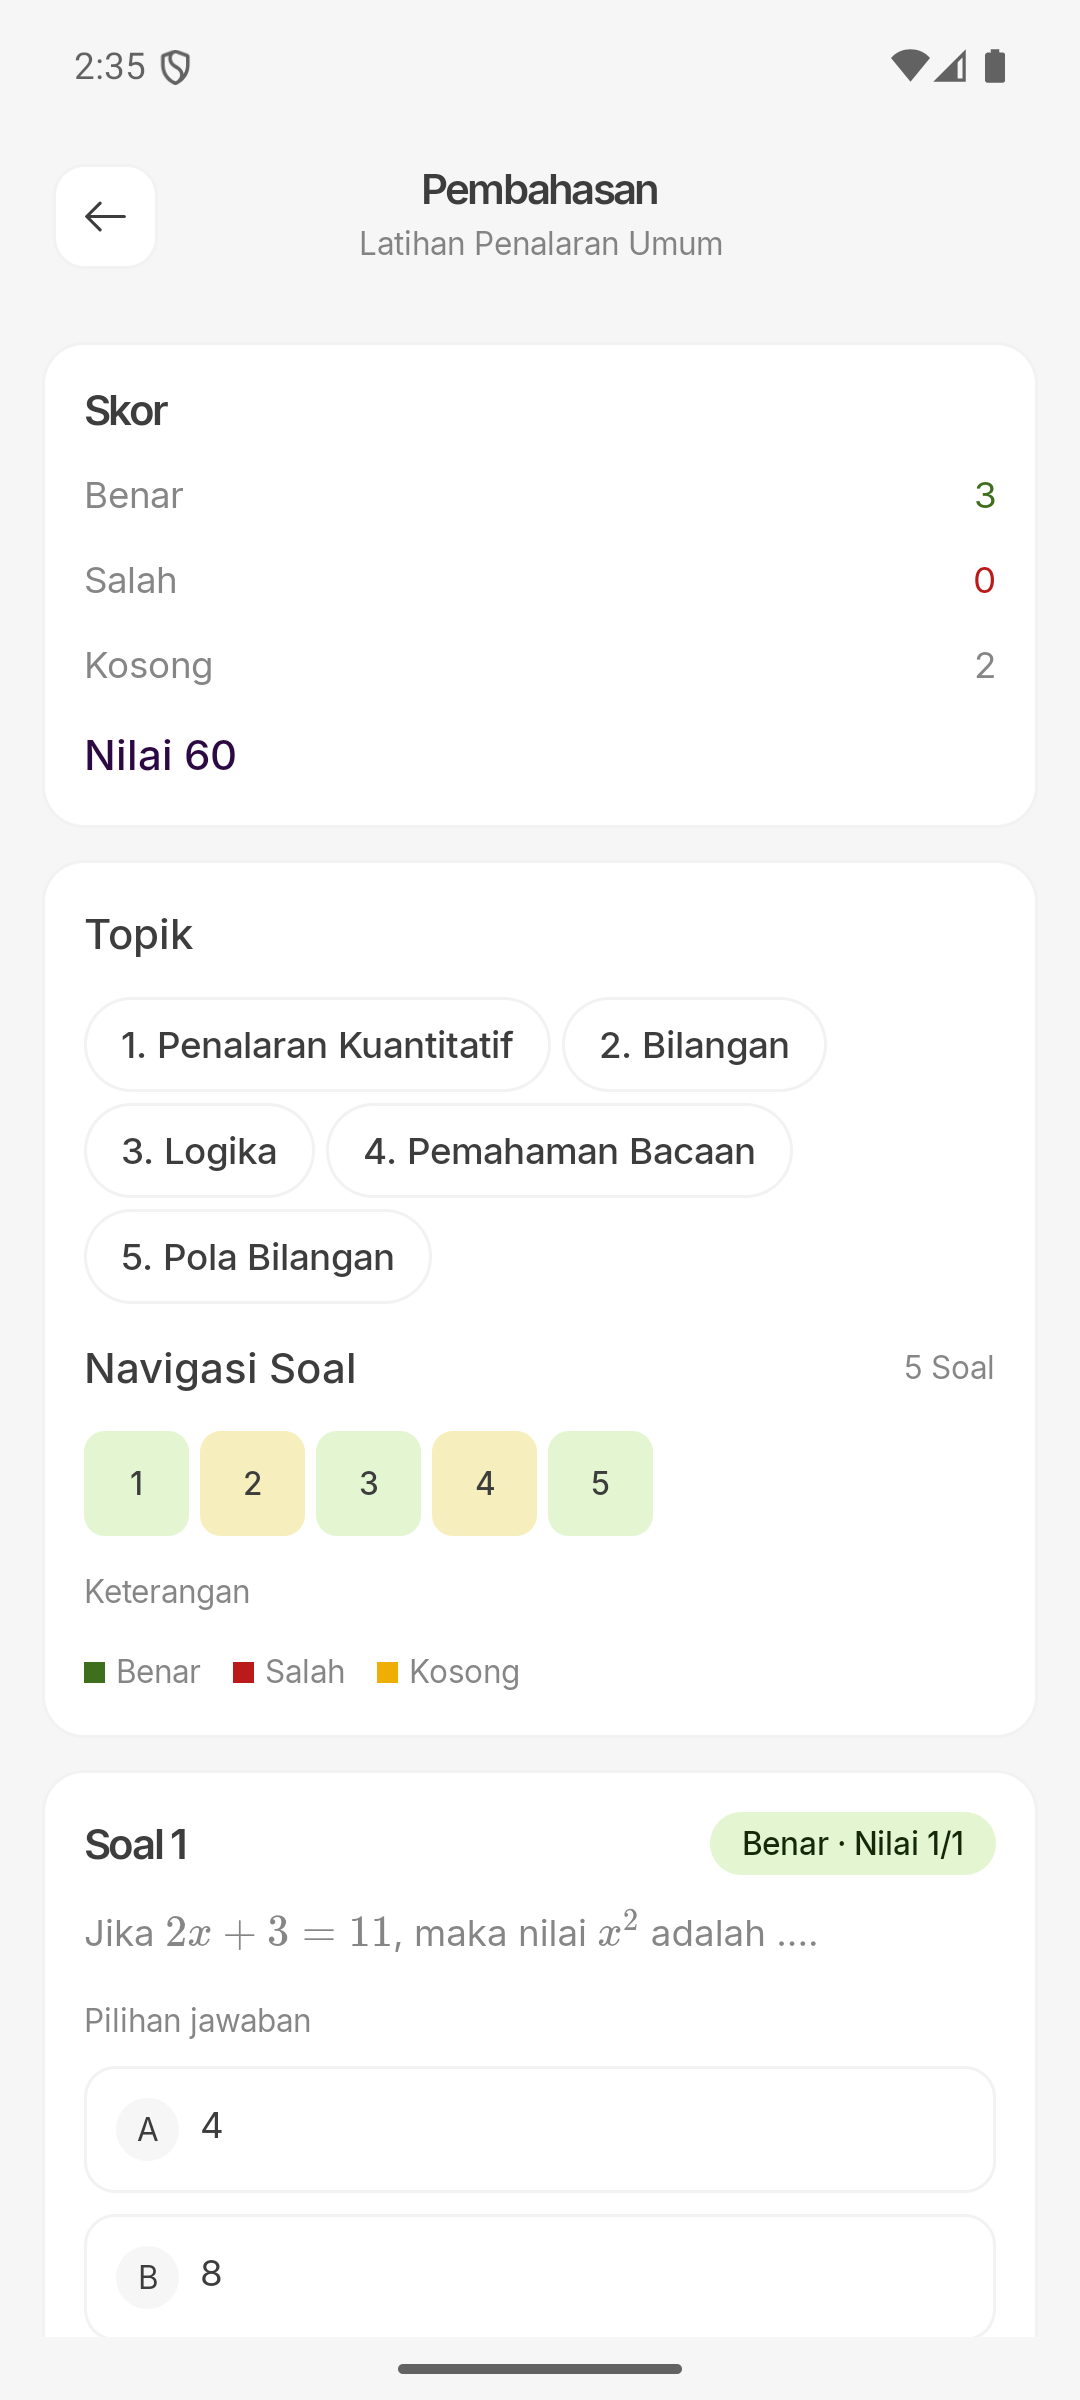 2:35
Pembahasan
Latihan Penalaran Umum
Skor
Benar 3
Salah 0
Kosong 2
Nilai 60
Topik
1. Penalaran Kuantitatif 2. Bilangan
3. Logika 4. Pemahaman Bacaan
5. Pola Bilangan
Navigasi Soal 5 Soal
1 2 3 4 5
Keterangan
Benar Salah Kosong
Soal 1 Benar · Nilai 1/1
Jika 2x + 3 = 11, maka nilai x² adalah ....
Pilihan jawaban
A 4
B 8